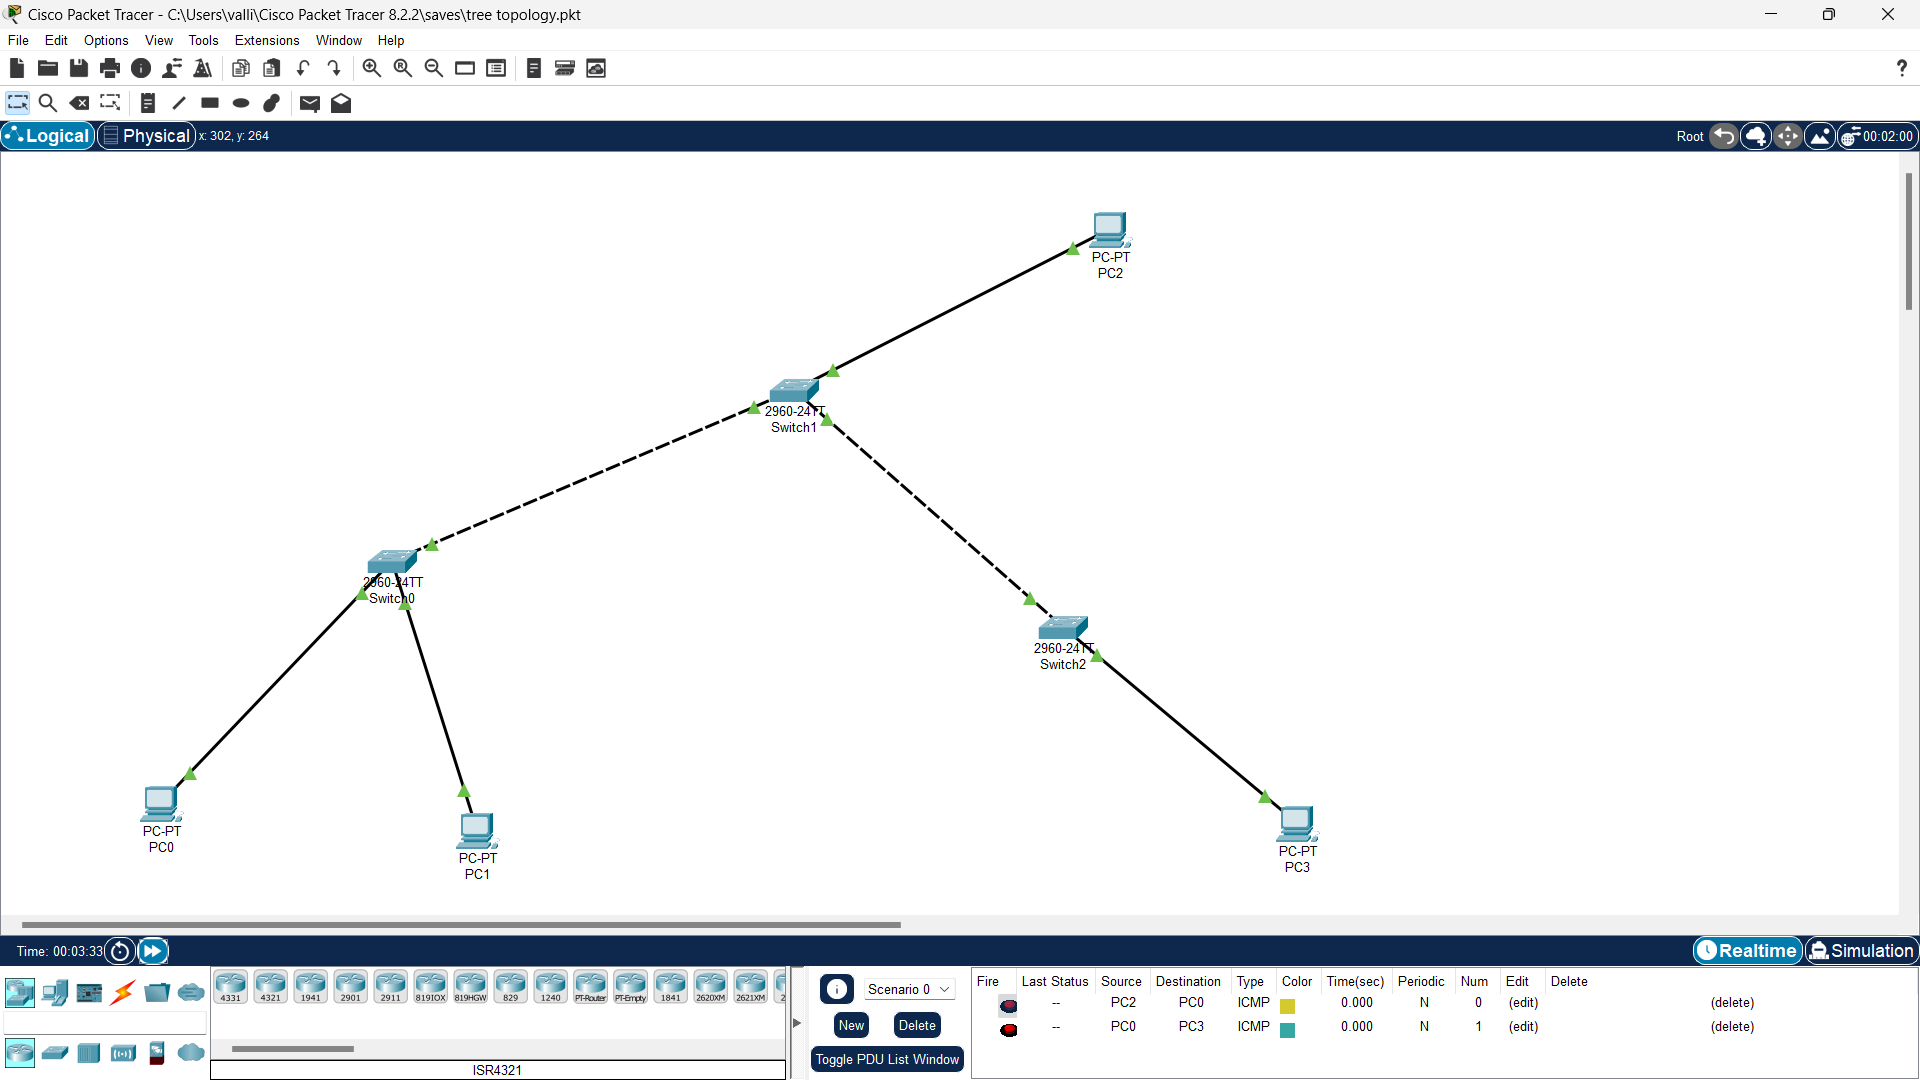 Cisco Packet Tracer - C:\Users\valli\Cisco Packet Tracer 8.2.2\saves\tree topology.pkt
File Edit Options View Tools Extensions Window Help
?
Logical Physical x: 302, y: 264 Root 00:02:00
PC-PT
PC2
2960-24TT
Switch1
2960-24TT
Switch0
2960-24TT
Switch2
PC-PT
PC0
PC-PT
PC1
PC-PT
PC3
Time: 00:03:33 Realtime Simulation
4331 4321 1941 2901 2911 819IOX 819HGW 829 1240 PT-Router PT-Empty 1841 2620XM 2621XM 2
ISR4321
Scenario 0
New Delete
Toggle PDU List Window
Fire Last Status Source Destination Type Color Time(sec) Periodic Num Edit Delete
-- PC2 PC0 ICMP 0.000 N 0 (edit) (delete)
-- PC0 PC3 ICMP 0.000 N 1 (edit) (delete)